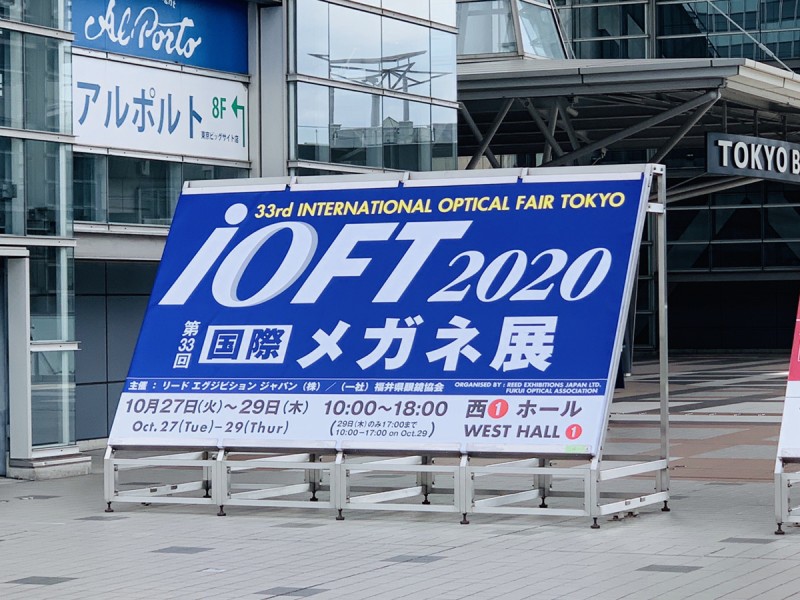 Al Porto
アルポルト
8F
東京ビッグサイト店
TOKYO B
33rd INTERNATIONAL OPTICAL FAIR TOKYO
iOFT 2020
第33回 国際 メガネ展
主催 : リード エグジビション ジャパン (株) ／ (一社) 福井県眼鏡協会
ORGANISED BY : REED EXHIBITIONS JAPAN LTD.
FUKUI OPTICAL ASSOCIATION
10月27日(火)～29日(木) 10:00～18:00 西1ホール
Oct. 27(Tue)–29(Thur)
(29日(木)のみ17:00まで
10:00–17:00 on Oct.29)
WEST HALL 1